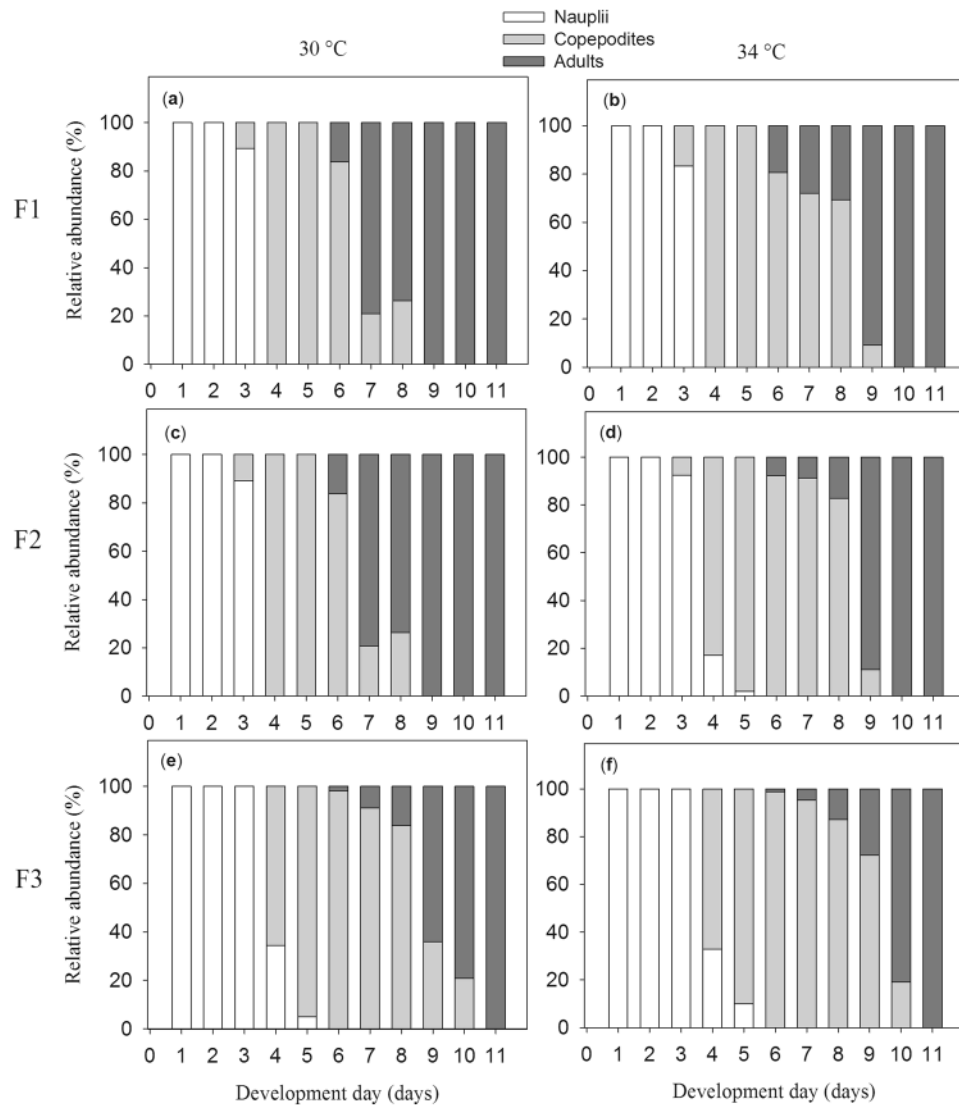 Nauplii
Copepodites
Adults
30 °C
34 °C
F1
Relative abundance (%)
(a)
100
80
60
40
20
0
0 1 2 3 4 5 6 7 8 9 10 11
(b)
100
80
60
40
20
0
0 1 2 3 4 5 6 7 8 9 10 11
F2
Relative abundance (%)
(c)
100
80
60
40
20
0
0 1 2 3 4 5 6 7 8 9 10 11
(d)
100
80
60
40
20
0
0 1 2 3 4 5 6 7 8 9 10 11
F3
Relative abundance (%)
(e)
100
80
60
40
20
0
0 1 2 3 4 5 6 7 8 9 10 11
Development day (days)
(f)
100
80
60
40
20
0
0 1 2 3 4 5 6 7 8 9 10 11
Development day (days)